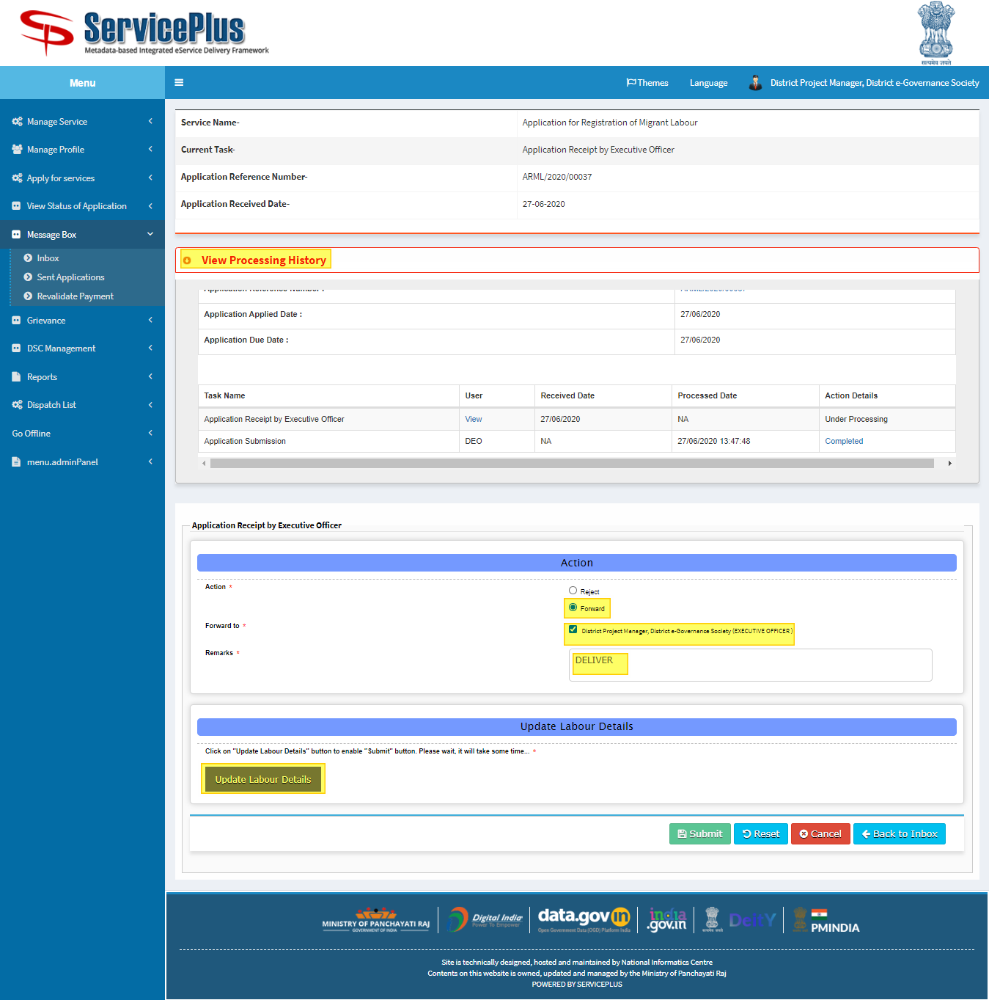 ServicePlus
Metadata-based Integrated eService Delivery Framework
सत्यमेव जयते
Menu
Themes
Language
District Project Manager, District e-Governance Society
Manage Service
Manage Profile
Apply for services
View Status of Application
Message Box
Inbox
Sent Applications
Revalidate Payment
Grievance
DSC Management
Reports
Dispatch List
Go Offline
menu.adminPanel
Service Name- Application for Registration of Migrant Labour
Current Task- Application Receipt by Executive Officer
Application Reference Number- ARML/2020/00037
Application Received Date- 27-06-2020
View Processing History
Application Reference Number : ARML/2020/00037
Application Applied Date : 27/06/2020
Application Due Date : 27/06/2020
Task Name User Received Date Processed Date Action Details
Application Receipt by Executive Officer View 27/06/2020 NA Under Processing
Application Submission DEO NA 27/06/2020 13:47:48 Completed
Application Receipt by Executive Officer
Action
Action * Reject
Forward
Forward to * District Project Manager, District e-Governance Society (EXECUTIVE OFFICER )
Remarks * DELIVER
Update Labour Details
Click on "Update Labour Details" button to enable "Submit" button. Please wait, it will take some time... *
Update Labour Details
Submit Reset Cancel Back to Inbox
MINISTRY OF PANCHAYATI RAJ
GOVERNMENT OF INDIA
Digital India
Power To Empower
data.gov in
Open Government Data (OGD) Platform India
india
.gov.in
DeitY
PMINDIA
Site is technically designed, hosted and maintained by National Informatics Centre
Contents on this website is owned, updated and managed by the Ministry of Panchayati Raj
POWERED BY SERVICEPLUS